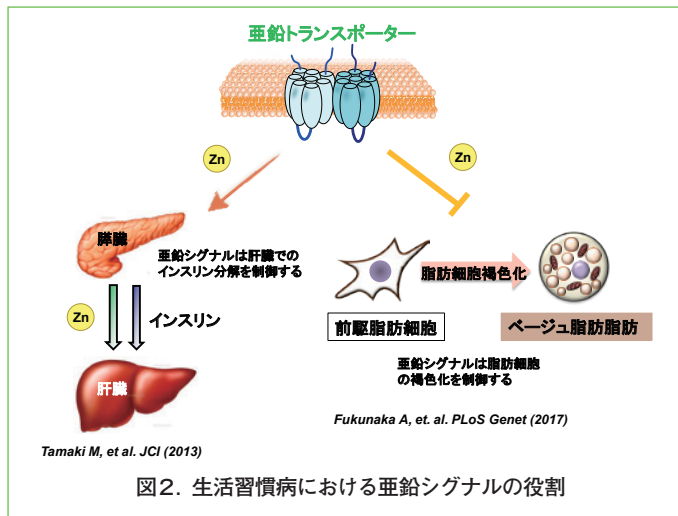 亜鉛トランスポーター
Zn
Zn
膵臓
亜鉛シグナルは肝臓での
インスリン分解を制御する
Zn
インスリン
肝臓
脂肪細胞褐色化
前駆脂肪細胞
ベージュ脂肪脂肪
亜鉛シグナルは脂肪細胞
の褐色化を制御する
Tamaki M, et al. JCI (2013)
Fukunaka A, et. al. PLoS Genet (2017)
図2. 生活習慣病における亜鉛シグナルの役割